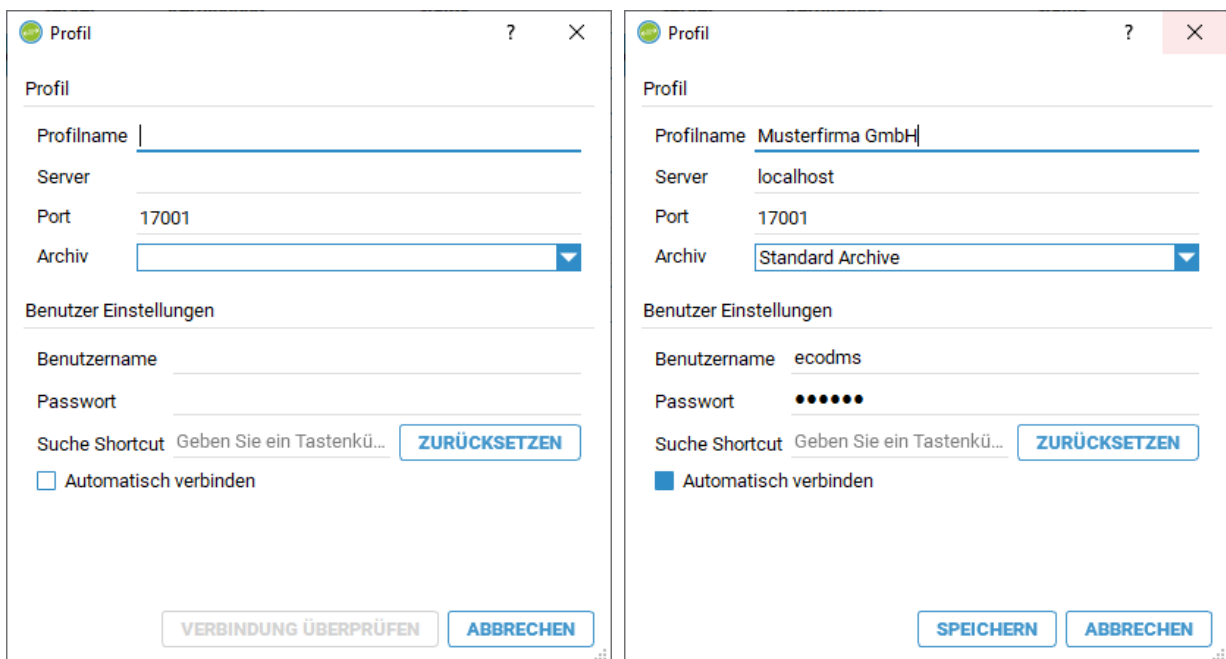 Profil ?
Profil
Profilname
Server
Port 17001
Archiv
Benutzer Einstellungen
Benutzername
Passwort
Suche Shortcut Geben Sie ein Tastenkü... ZURÜCKSETZEN
Automatisch verbinden
VERBINDUNG ÜBERPRÜFEN ABBRECHEN
Profil ?
Profil
Profilname Musterfirma GmbH
Server localhost
Port 17001
Archiv Standard Archive
Benutzer Einstellungen
Benutzername ecodms
Passwort ●●●●●●
Suche Shortcut Geben Sie ein Tastenkü... ZURÜCKSETZEN
Automatisch verbinden
SPEICHERN ABBRECHEN